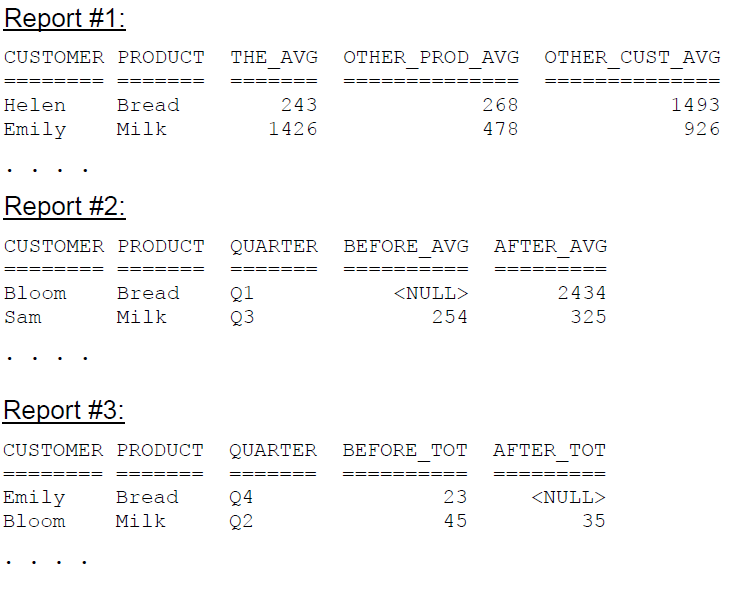 Report #1:
CUSTOMER PRODUCT THE_AVG OTHER_PROD_AVG OTHER_CUST_AVG
======== ======= ======= ============== ==============
Helen Bread 243 268 1493
Emily Milk 1426 478 926
. . . .
Report #2:
CUSTOMER PRODUCT QUARTER BEFORE_AVG AFTER_AVG
======== ======= ======= ========== =========
Bloom Bread Q1 <NULL> 2434
Sam Milk Q3 254 325
. . . .
Report #3:
CUSTOMER PRODUCT QUARTER BEFORE_TOT AFTER_TOT
======== ======= ======= ========== =========
Emily Bread Q4 23 <NULL>
Bloom Milk Q2 45 35
. . . .